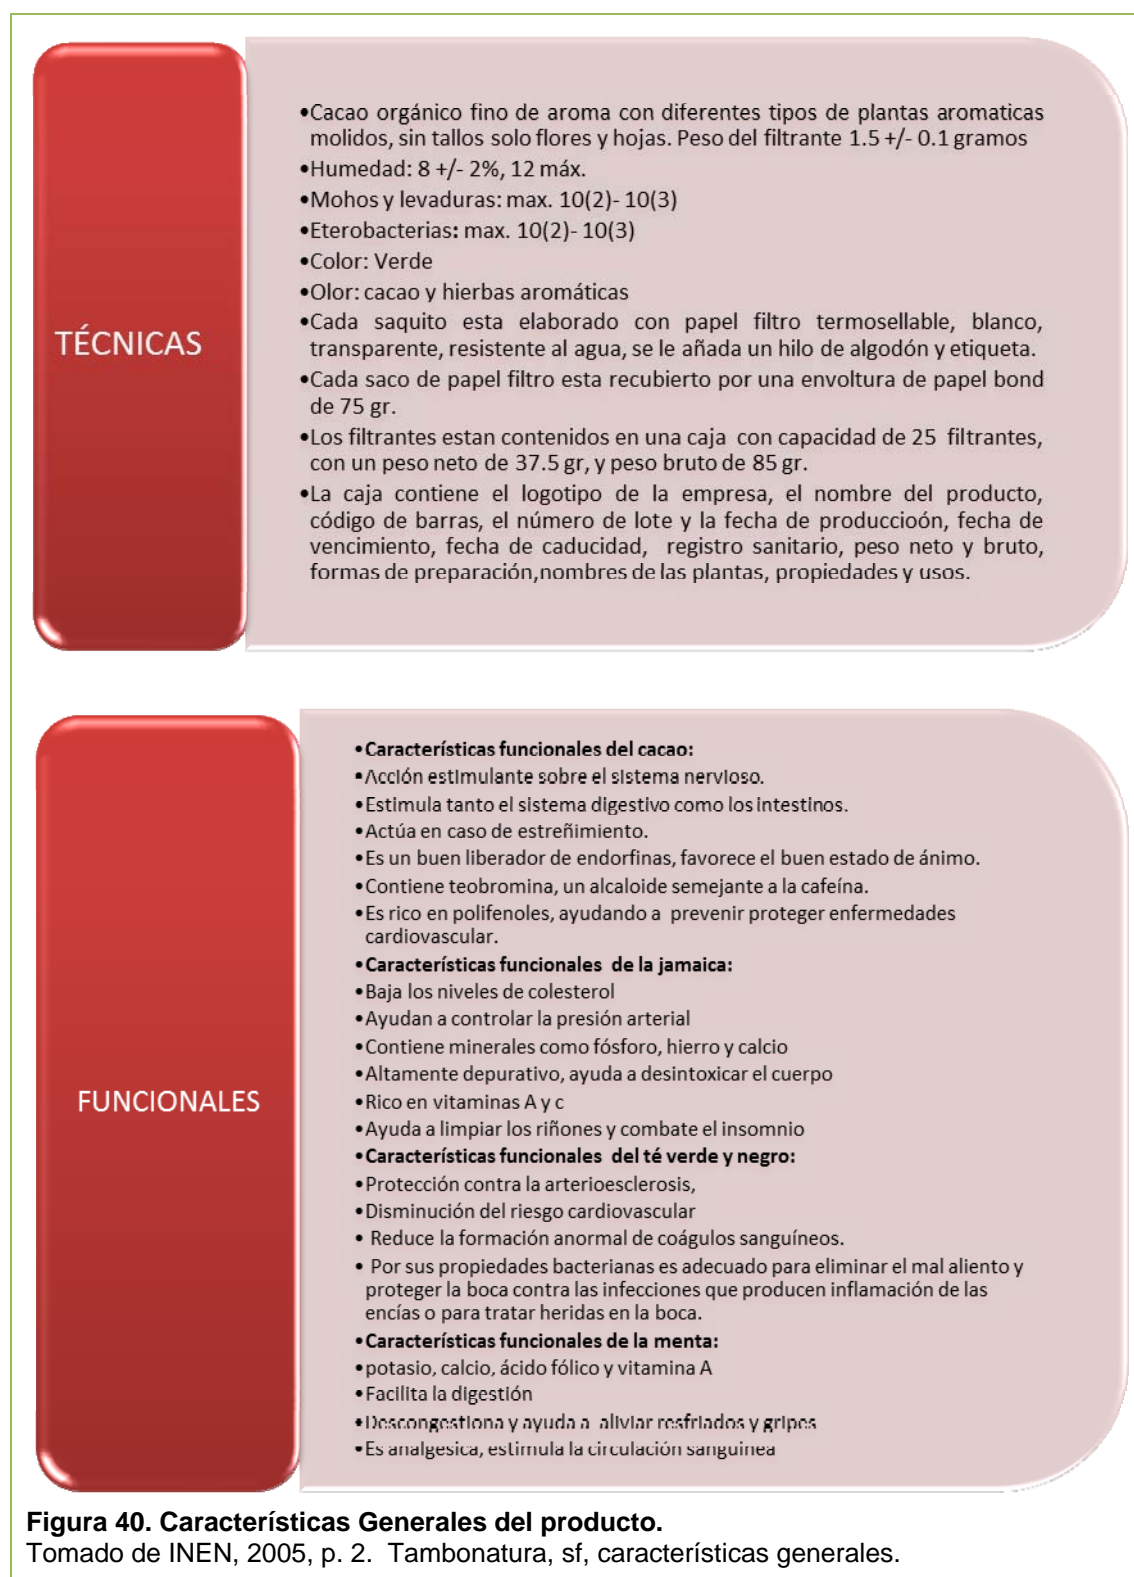 TÉCNICAS
•Cacao orgánico fino de aroma con diferentes tipos de plantas aromaticas
molidos, sin tallos solo flores y hojas. Peso del filtrante 1.5 +/- 0.1 gramos
•Humedad: 8 +/- 2%, 12 máx.
•Mohos y levaduras: max. 10(2)- 10(3)
•Eterobacterias: max. 10(2)- 10(3)
•Color: Verde
•Olor: cacao y hierbas aromáticas
•Cada saquito esta elaborado con papel filtro termosellable, blanco,
transparente, resistente al agua, se le añada un hilo de algodón y etiqueta.
•Cada saco de papel filtro esta recubierto por una envoltura de papel bond
de 75 gr.
•Los filtrantes estan contenidos en una caja con capacidad de 25 filtrantes,
con un peso neto de 37.5 gr, y peso bruto de 85 gr.
•La caja contiene el logotipo de la empresa, el nombre del producto,
código de barras, el número de lote y la fecha de produccioón, fecha de
vencimiento, fecha de caducidad, registro sanitario, peso neto y bruto,
formas de preparación,nombres de las plantas, propiedades y usos.
FUNCIONALES
•Características funcionales del cacao:
•Acción estimulante sobre el sistema nervioso.
•Estimula tanto el sistema digestivo como los intestinos.
•Actúa en caso de estreñimiento.
•Es un buen liberador de endorfinas, favorece el buen estado de ánimo.
•Contiene teobromina, un alcaloide semejante a la cafeína.
•Es rico en polifenoles, ayudando a prevenir proteger enfermedades
cardiovascular.
•Características funcionales de la jamaica:
•Baja los niveles de colesterol
•Ayudan a controlar la presión arterial
•Contiene minerales como fósforo, hierro y calcio
•Altamente depurativo, ayuda a desintoxicar el cuerpo
•Rico en vitaminas A y c
•Ayuda a limpiar los riñones y combate el insomnio
•Características funcionales del té verde y negro:
•Protección contra la arterioesclerosis,
•Disminución del riesgo cardiovascular
• Reduce la formación anormal de coágulos sanguíneos.
• Por sus propiedades bacterianas es adecuado para eliminar el mal aliento y
proteger la boca contra las infecciones que producen inflamación de las
encías o para tratar heridas en la boca.
•Características funcionales de la menta:
•potasio, calcio, ácido fólico y vitamina A
•Facilita la digestión
•Descongestiona y ayuda a aliviar resfriados y gripes
•Es analgesica, estimula la circulación sanguinea
Figura 40. Características Generales del producto.
Tomado de INEN, 2005, p. 2. Tambonatura, sf, características generales.